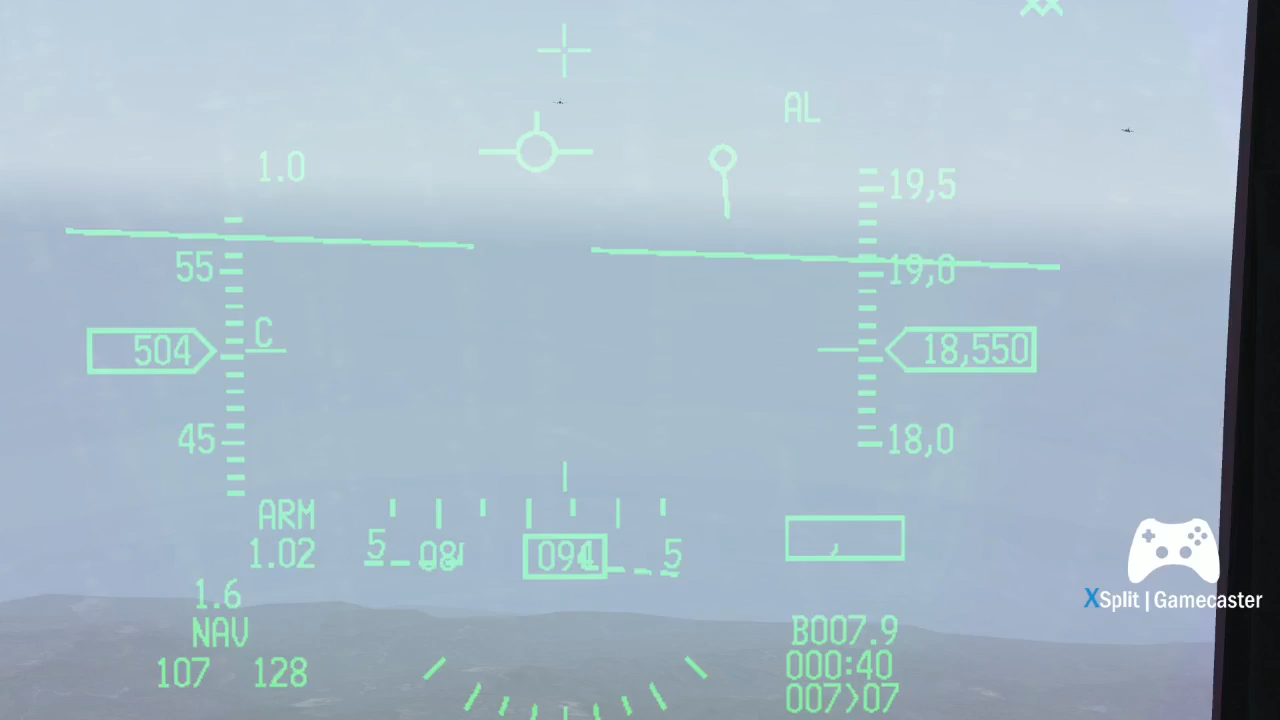 AL
1.0
19,5
55
19,0
C
504
18,550
45
18,0
ARM
1.02
5
08
094
5
1.6
NAV
107 128
B007.9
000:40
007>07
XSplit | Gamecaster